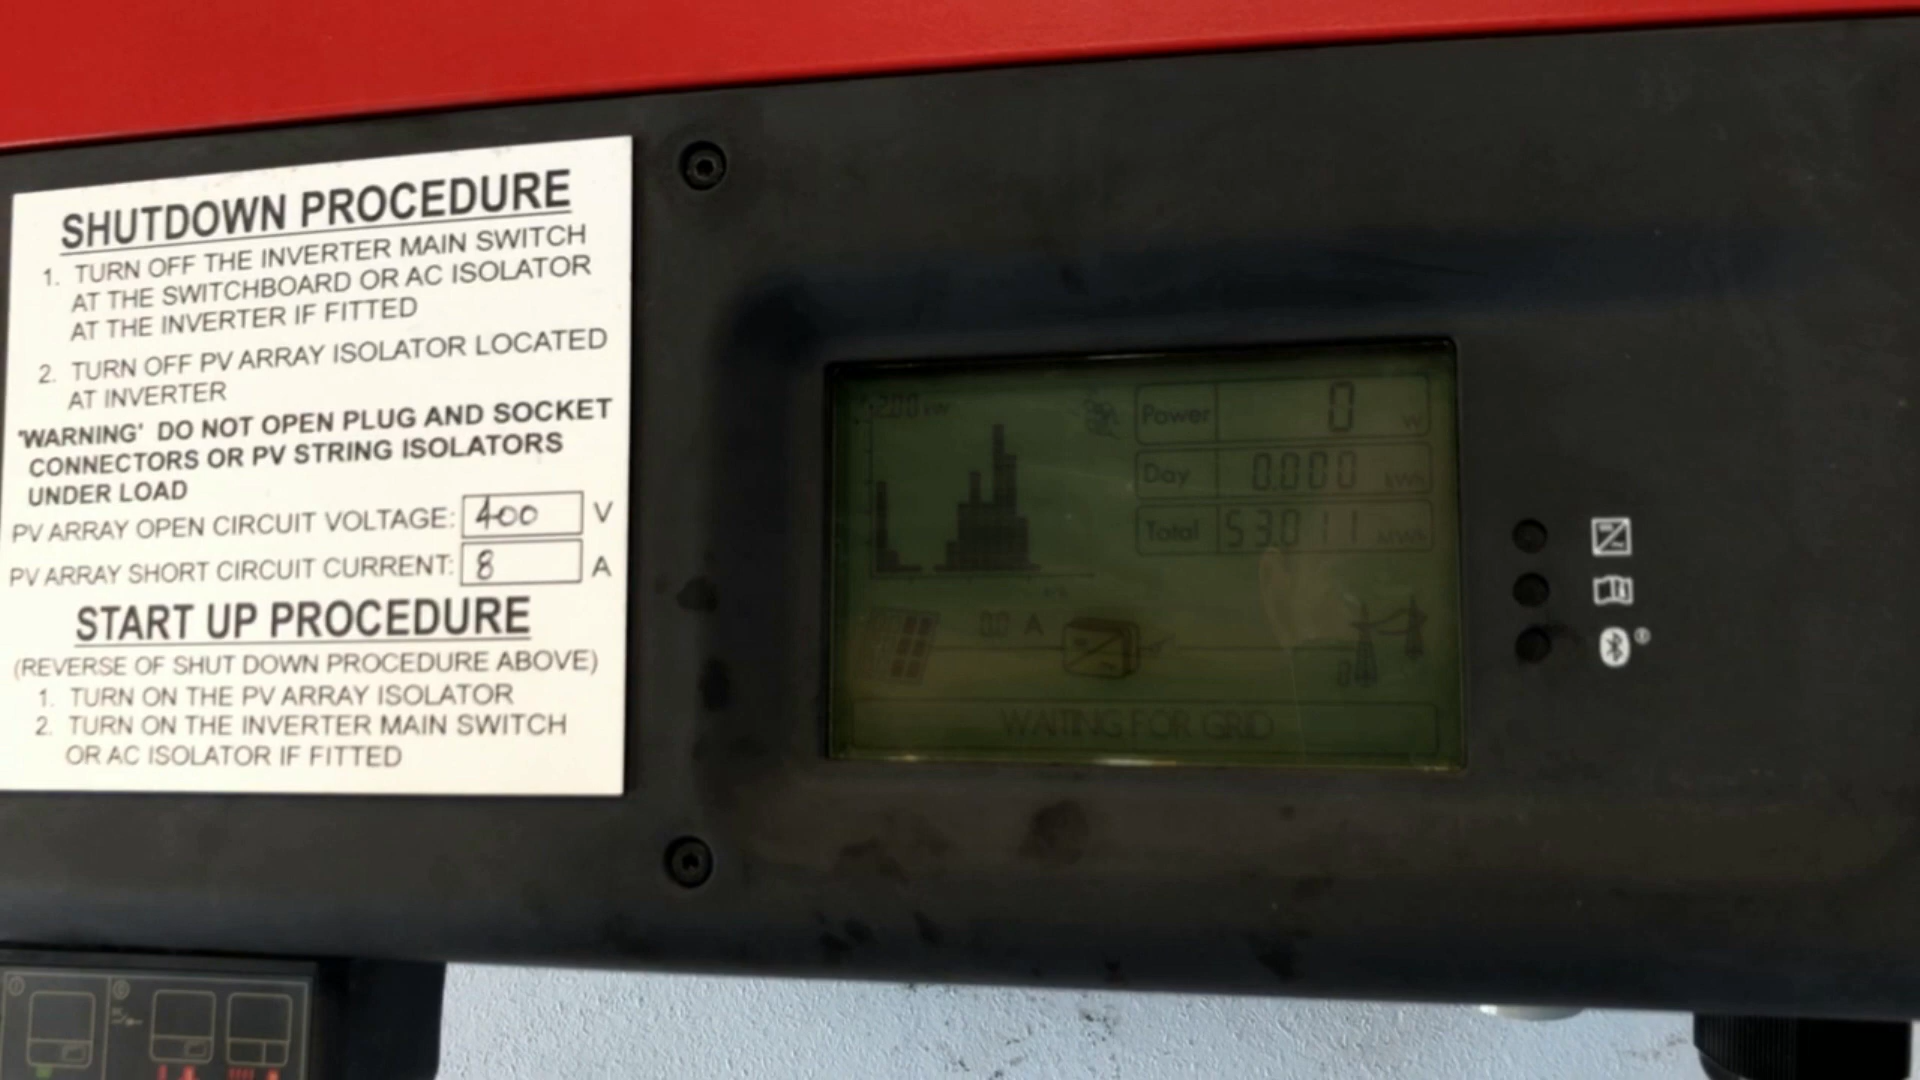 SHUTDOWN PROCEDURE
1. TURN OFF THE INVERTER MAIN SWITCH
AT THE SWITCHBOARD OR AC ISOLATOR
AT THE INVERTER IF FITTED
2. TURN OFF PV ARRAY ISOLATOR LOCATED
AT INVERTER
'WARNING' DO NOT OPEN PLUG AND SOCKET
CONNECTORS OR PV STRING ISOLATORS
UNDER LOAD
PV ARRAY OPEN CIRCUIT VOLTAGE: 400 V
PV ARRAY SHORT CIRCUIT CURRENT: 8 A
START UP PROCEDURE
(REVERSE OF SHUT DOWN PROCEDURE ABOVE)
1. TURN ON THE PV ARRAY ISOLATOR
2. TURN ON THE INVERTER MAIN SWITCH
OR AC ISOLATOR IF FITTED
Power 0 W
Day 0.000 kWh
Total 53.011 MWh
0.0 A
WAITING FOR GRID